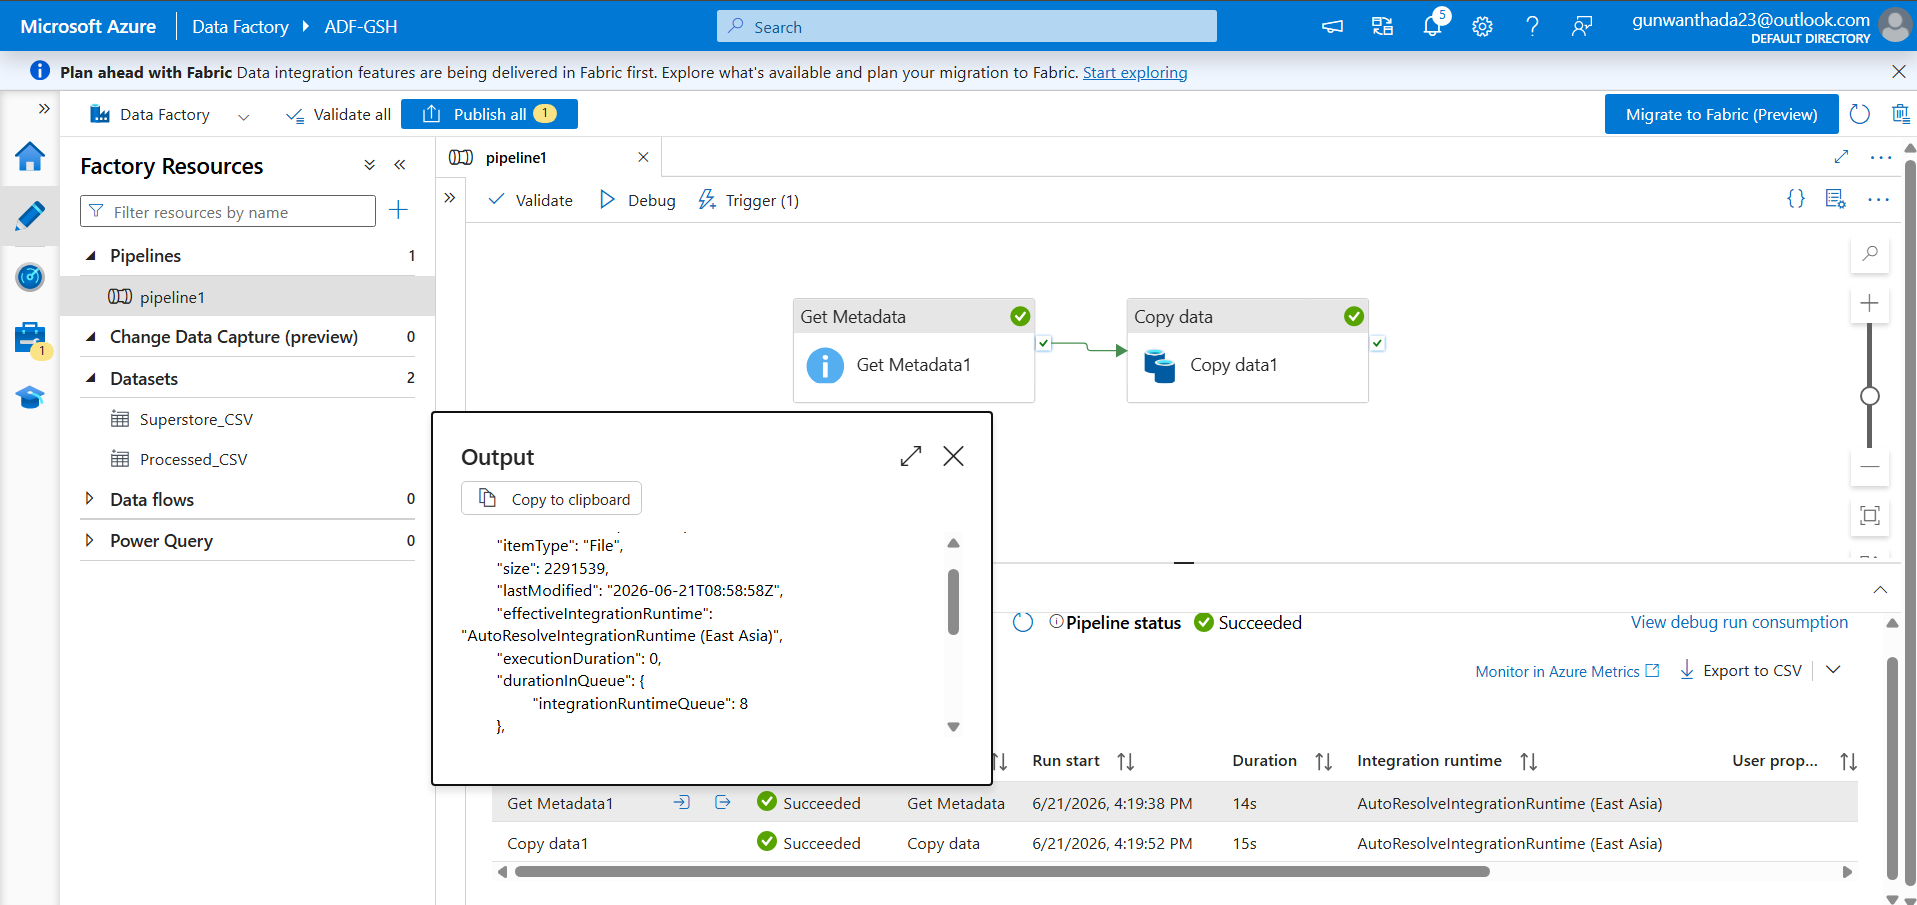 Microsoft Azure
Data Factory
ADF-GSH
Search
5
gunwanthada23@outlook.com
DEFAULT DIRECTORY
Plan ahead with Fabric Data integration features are being delivered in Fabric first. Explore what's available and plan your migration to Fabric. Start exploring
Data Factory
Validate all
Publish all 1
Migrate to Fabric (Preview)
Factory Resources
Filter resources by name
Pipelines 1
pipeline1
Change Data Capture (preview) 0
Datasets 2
Superstore_CSV
Processed_CSV
Data flows 0
Power Query 0
1
pipeline1
Validate
Debug
Trigger (1)
Get Metadata
Get Metadata1
Copy data
Copy data1
Output
Copy to clipboard
"itemType": "File",
"size": 2291539,
"lastModified": "2026-06-21T08:58:58Z",
"effectiveIntegrationRuntime":
"AutoResolveIntegrationRuntime (East Asia)",
"executionDuration": 0,
"durationInQueue": {
"integrationRuntimeQueue": 8
},
Pipeline status Succeeded
View debug run consumption
Monitor in Azure Metrics
Export to CSV
Run start Duration Integration runtime User prop...
Get Metadata1 Succeeded Get Metadata 6/21/2026, 4:19:38 PM 14s AutoResolveIntegrationRuntime (East Asia)
Copy data1 Succeeded Copy data 6/21/2026, 4:19:52 PM 15s AutoResolveIntegrationRuntime (East Asia)